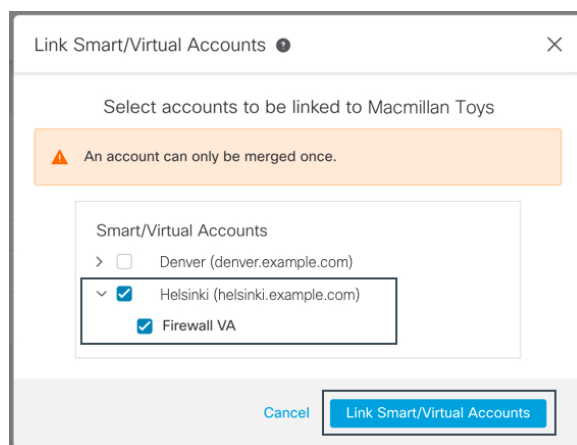 Link Smart/Virtual Accounts ?
Select accounts to be linked to Macmillan Toys
An account can only be merged once.
Smart/Virtual Accounts
Denver (denver.example.com)
Helsinki (helsinki.example.com)
Firewall VA
Cancel Link Smart/Virtual Accounts